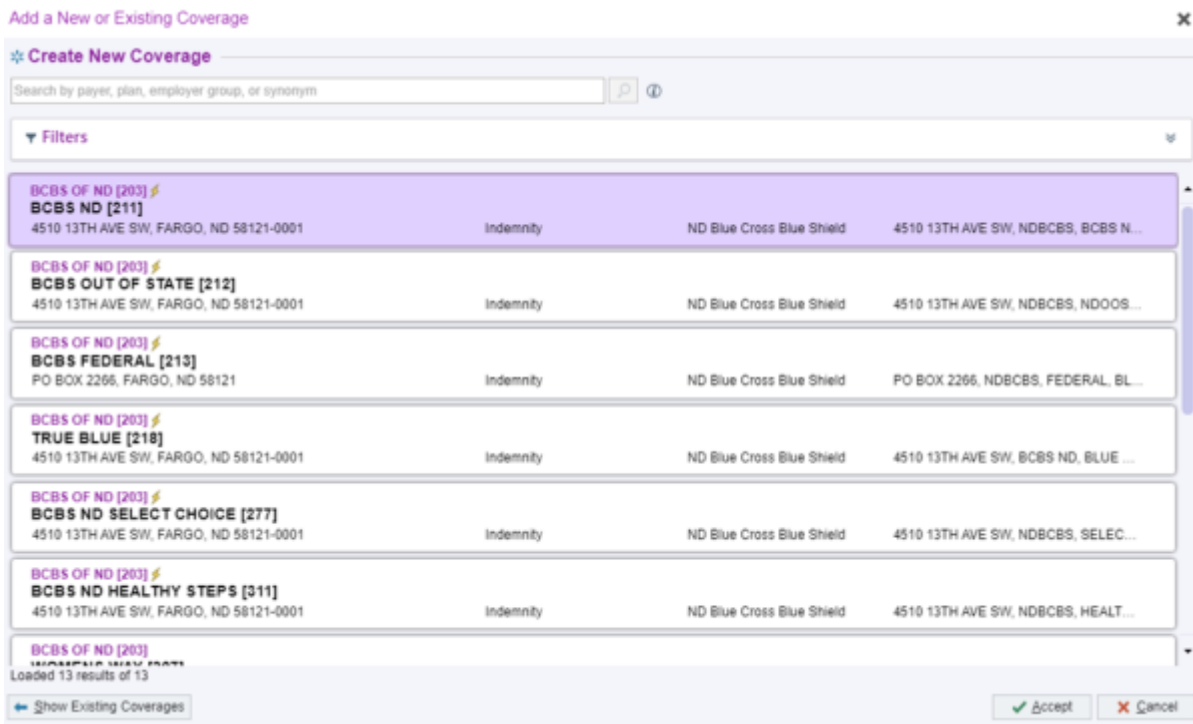 Add a New or Existing Coverage
Create New Coverage
Search by payer, plan, employer group, or synonym
Filters
BCBS OF ND [203]
BCBS ND [211]
4510 13TH AVE SW, FARGO, ND 58121-0001 Indemnity ND Blue Cross Blue Shield 4510 13TH AVE SW, NDBCBS, BCBS N...
BCBS OF ND [203]
BCBS OUT OF STATE [212]
4510 13TH AVE SW, FARGO, ND 58121-0001 Indemnity ND Blue Cross Blue Shield 4510 13TH AVE SW, NDBCBS, NDOOS...
BCBS OF ND [203]
BCBS FEDERAL [213]
PO BOX 2266, FARGO, ND 58121 Indemnity ND Blue Cross Blue Shield PO BOX 2266, NDBCBS, FEDERAL, BL...
BCBS OF ND [203]
TRUE BLUE [218]
4510 13TH AVE SW, FARGO, ND 58121-0001 Indemnity ND Blue Cross Blue Shield 4510 13TH AVE SW, BCBS ND, BLUE ...
BCBS OF ND [203]
BCBS ND SELECT CHOICE [277]
4510 13TH AVE SW, FARGO, ND 58121-0001 Indemnity ND Blue Cross Blue Shield 4510 13TH AVE SW, NDBCBS, SELEC...
BCBS OF ND [203]
BCBS ND HEALTHY STEPS [311]
4510 13TH AVE SW, FARGO, ND 58121-0001 Indemnity ND Blue Cross Blue Shield 4510 13TH AVE SW, NDBCBS, HEALT...
BCBS OF ND [203]
WOMENS WAY
Loaded 13 results of 13
Show Existing Coverages Accept Cancel